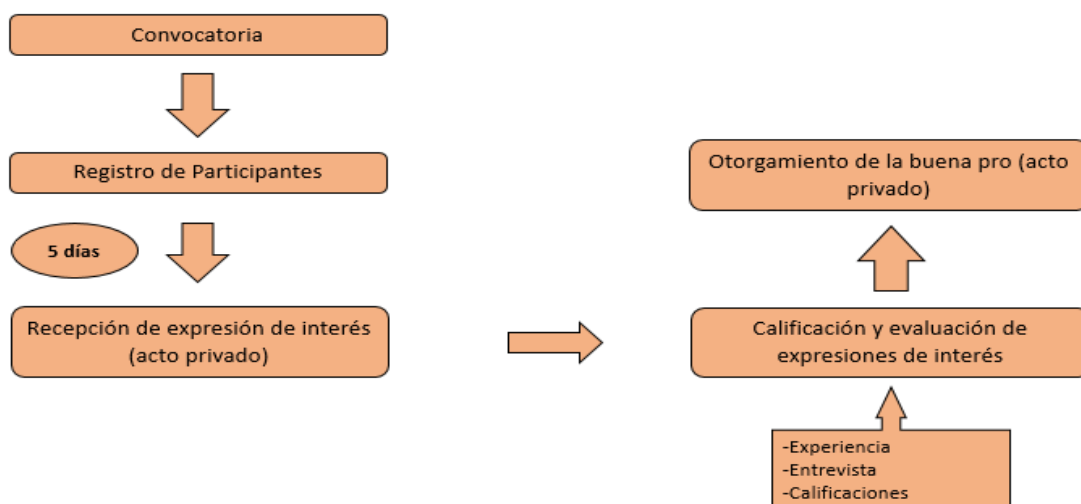 Convocatoria
Registro de Participantes
5 días
Recepción de expresión de interés
(acto privado)
Otorgamiento de la buena pro (acto
privado)
Calificación y evaluación de
expresiones de interés
-Experiencia
-Entrevista
-Calificaciones